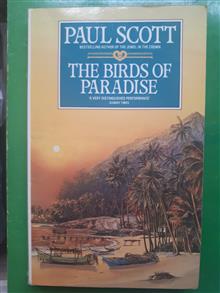 PAUL SCOTT
BESTSELLING AUTHOR OF THE JEWEL IN THE CROWN
THE BIRDS OF
PARADISE
'A VERY DISTINGUISHED PERFORMANCE'
SUNDAY TIMES